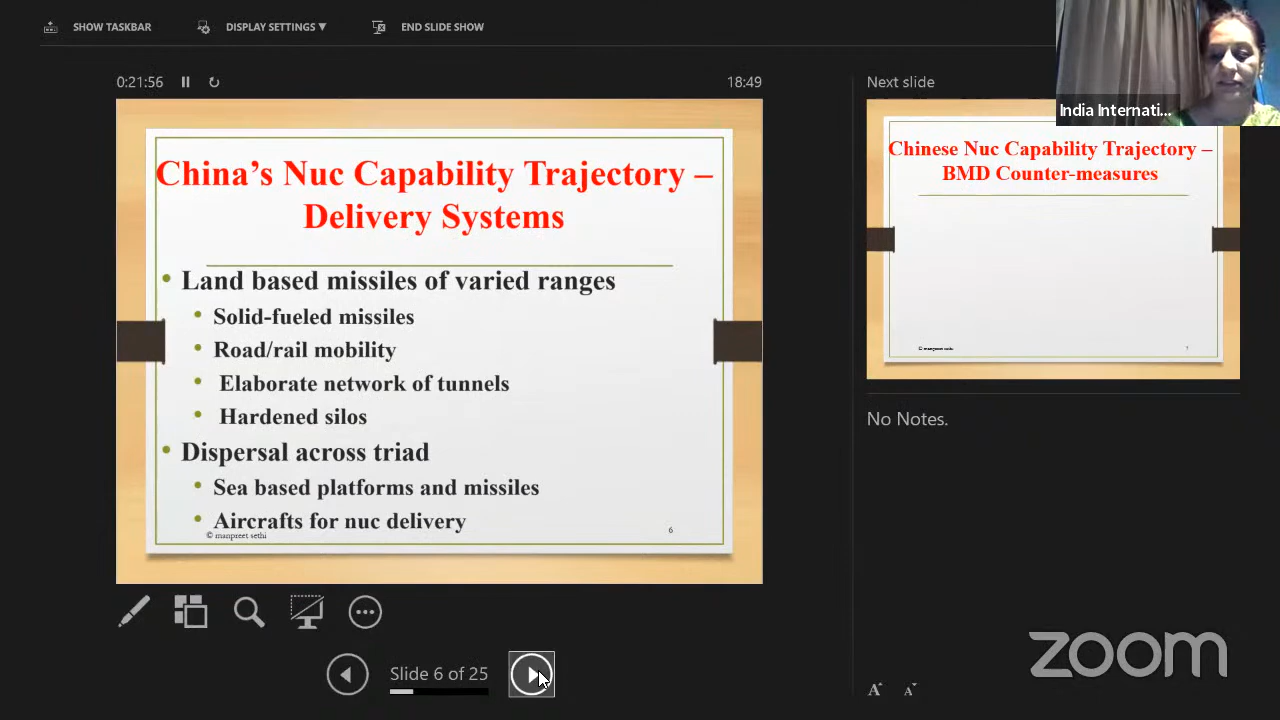 SHOW TASKBAR
DISPLAY SETTINGS ▼
END SLIDE SHOW
0:21:56
18:49
China's Nuc Capability Trajectory –
Delivery Systems
• Land based missiles of varied ranges
• Solid-fueled missiles
• Road/rail mobility
• Elaborate network of tunnels
• Hardened silos
• Dispersal across triad
• Sea based platforms and missiles
• Aircrafts for nuc delivery
© manpreet sethi
6
Slide 6 of 25
Next slide
India Internati...
Chinese Nuc Capability Trajectory –
BMD Counter-measures
© manpreet sethi
7
No Notes.
A A
zoom